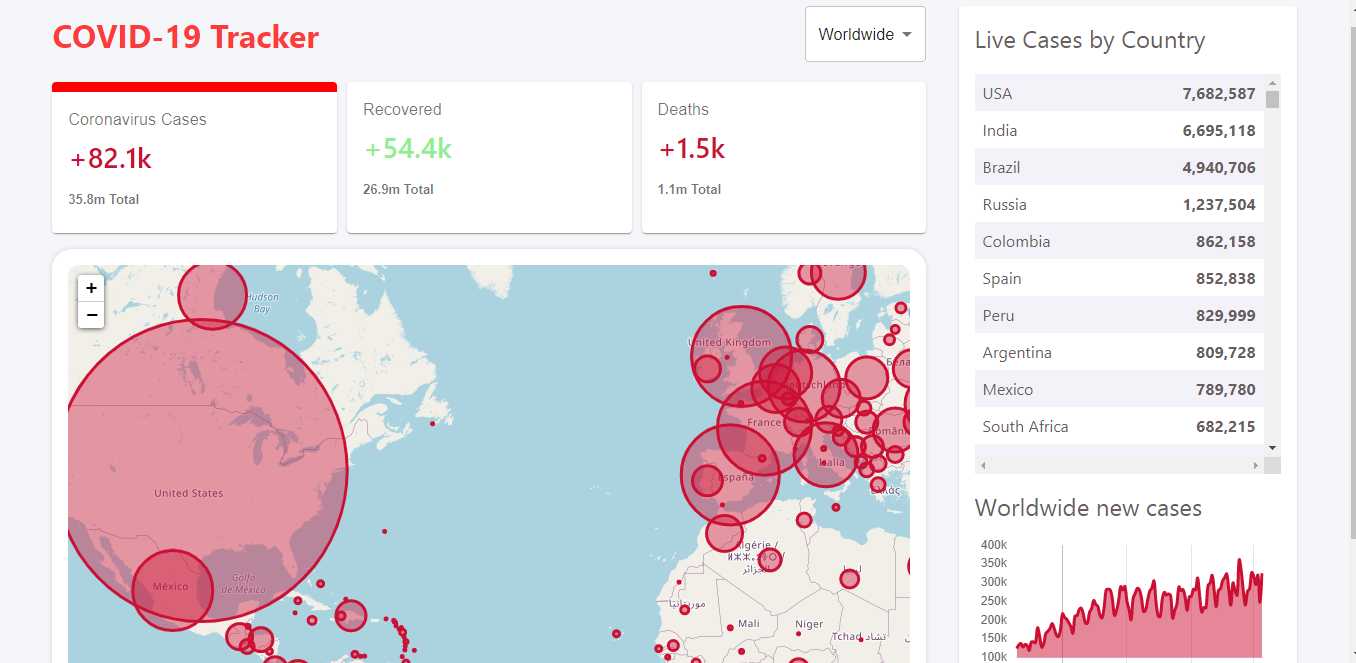 COVID-19 Tracker
Worldwide
Coronavirus Cases
+82.1k
35.8m Total
Recovered
+54.4k
26.9m Total
Deaths
+1.5k
1.1m Total
+
−
Hudson
Bay
United States
México
Golfo
de México
United Kingdom
Deutschland
France
España
Italia
Ελλάς
Algérie /
الجزائر
ليبيا
موريتانيا
Mali
Niger
Tchad تشاد
Live Cases by Country
USA 7,682,587
India 6,695,118
Brazil 4,940,706
Russia 1,237,504
Colombia 862,158
Spain 852,838
Peru 829,999
Argentina 809,728
Mexico 789,780
South Africa 682,215
Worldwide new cases
400k
350k
300k
250k
200k
150k
100k